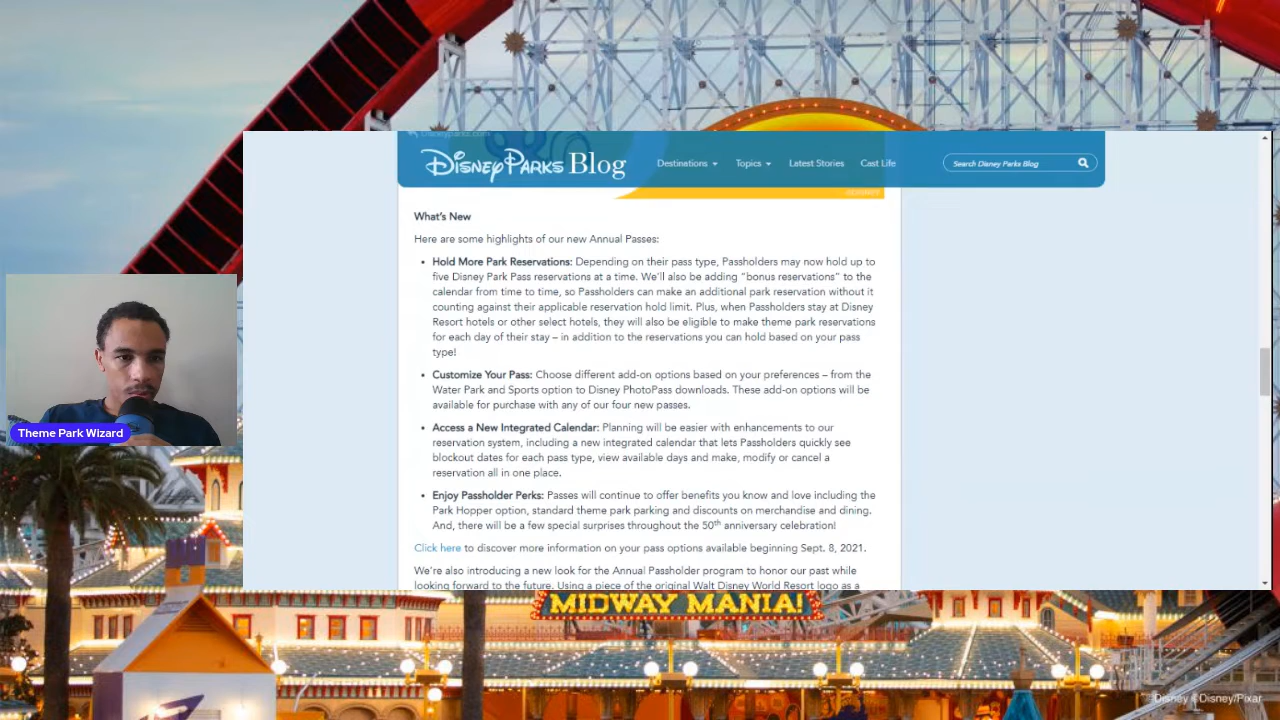 Disneyparks.com
Disney Parks Blog
Destinations
Topics
Latest Stories
Cast Life
Search Disney Parks Blog
What's New
Here are some highlights of our new Annual Passes:
• Hold More Park Reservations: Depending on their pass type, Passholders may now hold up to
five Disney Park Pass reservations at a time. We'll also be adding "bonus reservations" to the
calendar from time to time, so Passholders can make an additional park reservation without it
counting against their applicable reservation hold limit. Plus, when Passholders stay at Disney
Resort hotels or other select hotels, they will also be eligible to make theme park reservations
for each day of their stay – in addition to the reservations you can hold based on your pass
type!
• Customize Your Pass: Choose different add-on options based on your preferences – from the
Water Park and Sports option to Disney PhotoPass downloads. These add-on options will be
available for purchase with any of our four new passes.
• Access a New Integrated Calendar: Planning will be easier with enhancements to our
reservation system, including a new integrated calendar that lets Passholders quickly see
blockout dates for each pass type, view available days and make, modify or cancel a
reservation all in one place.
• Enjoy Passholder Perks: Passes will continue to offer benefits you know and love including the
Park Hopper option, standard theme park parking and discounts on merchandise and dining.
And, there will be a few special surprises throughout the 50th anniversary celebration!
Click here to discover more information on your pass options available beginning Sept. 8, 2021.
We're also introducing a new look for the Annual Passholder program to honor our past while
looking forward to the future. Using a piece of the original Walt Disney World Resort logo as a
Theme Park Wizard
MIDWAY MANIA!
©Disney ©Disney/Pixar